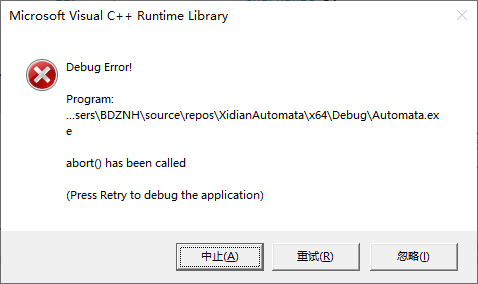 Microsoft Visual C++ Runtime Library
Debug Error!
Program:
...sers\BDZNH\source\repos\XidianAutomata\x64\Debug\Automata.ex
e
abort() has been called
(Press Retry to debug the application)
中止(A) 重试(R) 忽略(I)